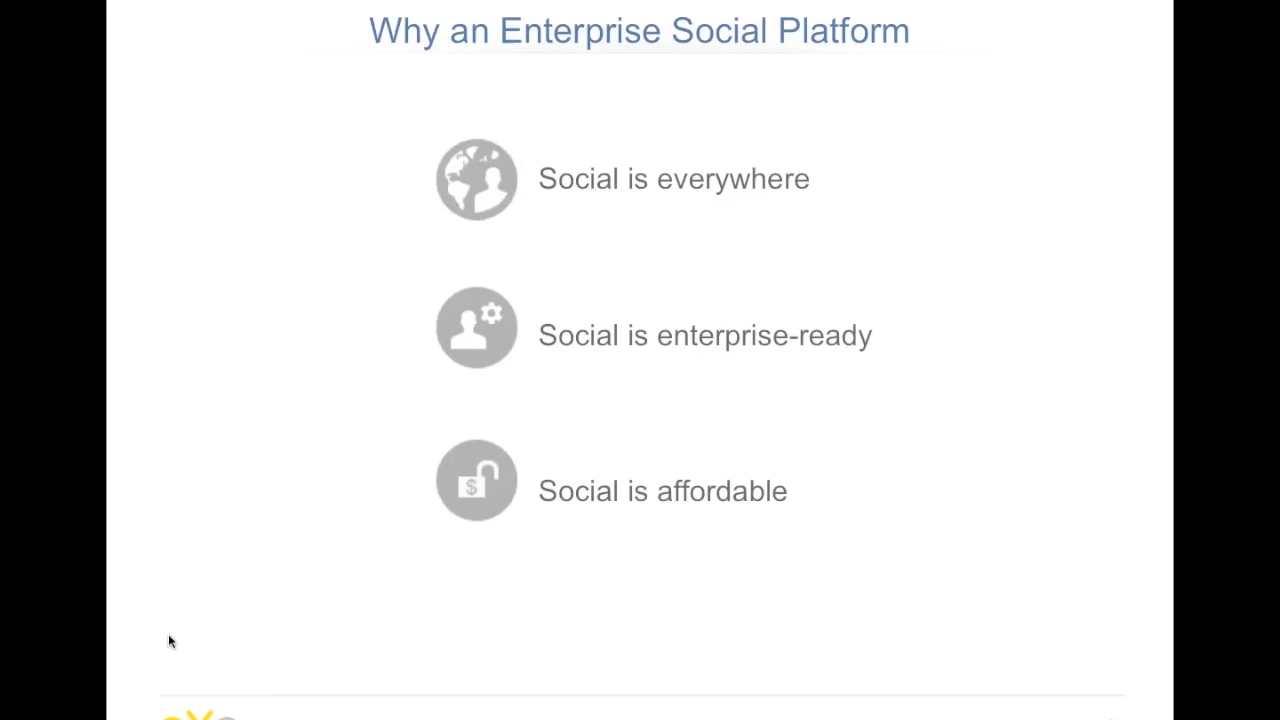 Why an Enterprise Social Platform
Social is everywhere
Social is enterprise-ready
$
Social is affordable